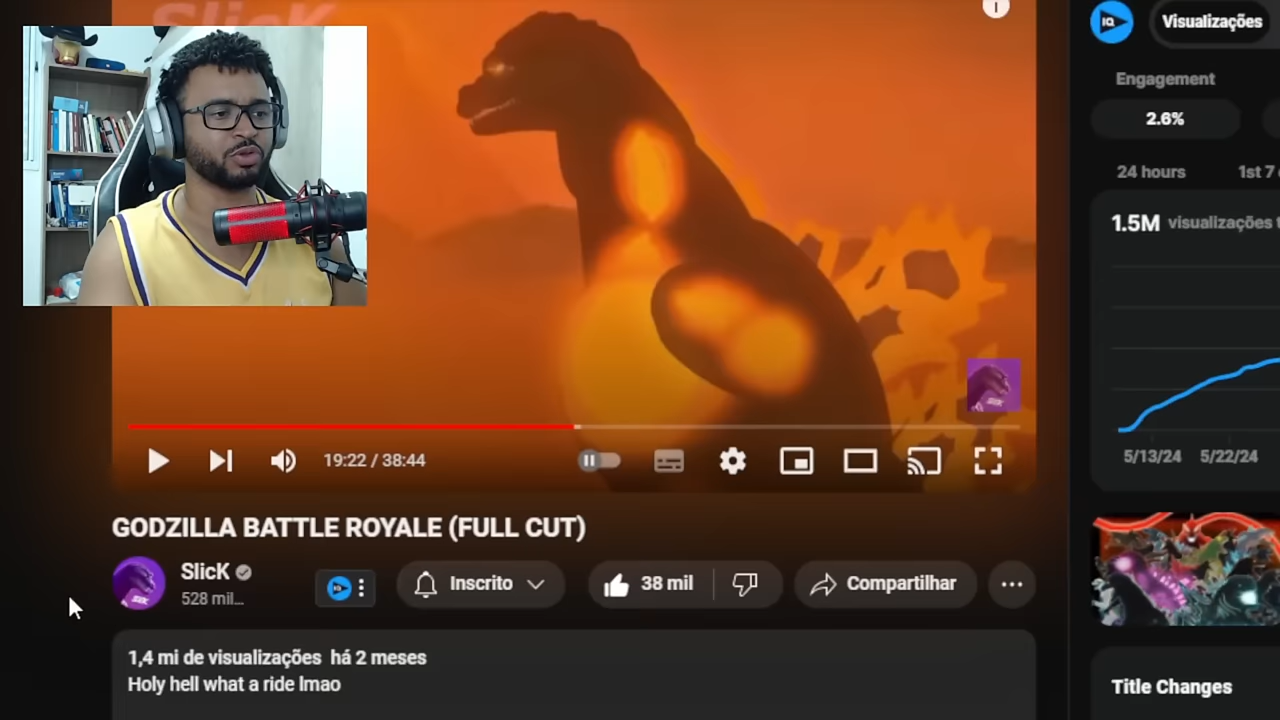 SlicK
IQ
Visualizações
Engagement
2.6%
24 hours
1st 7
1.5M visualizações
19:22 / 38:44
5/13/24
5/22/24
GODZILLA BATTLE ROYALE (FULL CUT)
SlicK
528 mil...
Inscrito
38 mil
Compartilhar
1,4 mi de visualizações há 2 meses
Holy hell what a ride lmao
Title Changes